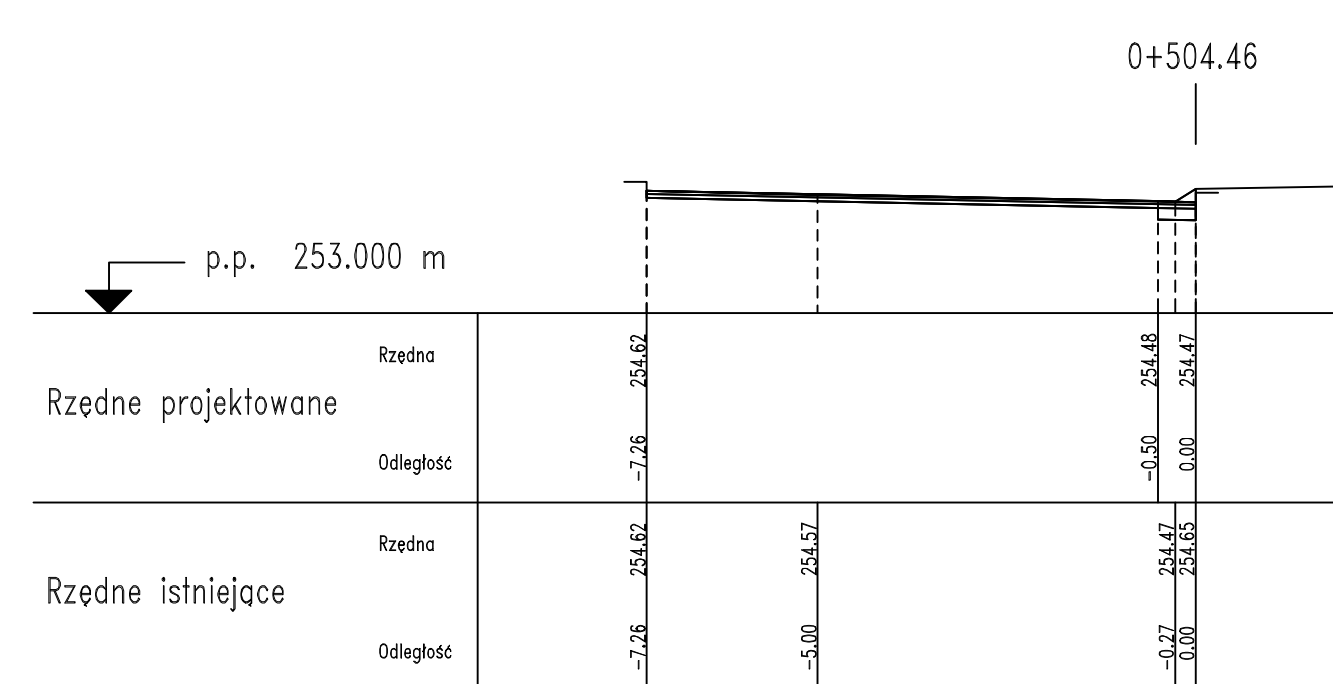 0+504.46
p.p. 253.000 m
Rzędne projektowane
Rzędna
254.62
254.48
254.47
Odległość
-7.26
-0.50
0.00
Rzędne istniejące
Rzędna
254.62
254.57
254.47
254.65
Odległość
-7.26
-5.00
-0.27
0.00